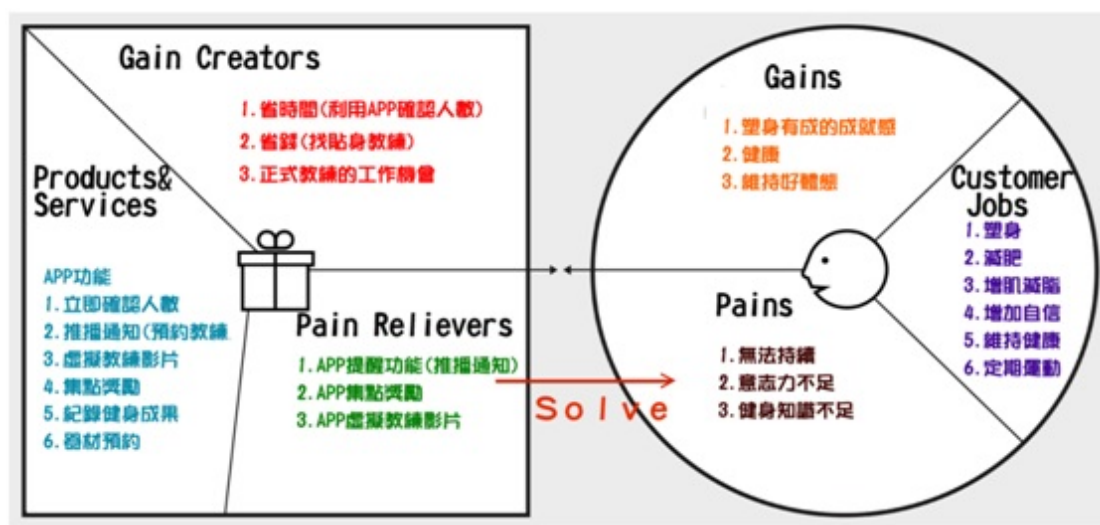 Gain Creators
1.省時間(利用APP確認人數)
2.省錢(找貼身教練)
3.正式教練的工作機會
Products&
Services
APP功能
1.立即確認人數
2.推播通知(預約教練
3.虛擬教練影片
4.集點獎勵
5.紀錄健身成果
6.器材預約
Pain Relievers
1.APP提醒功能(推播通知)
2.APP集點獎勵
3.APP虛擬教練影片
Solve
Gains
1.塑身有成的成就感
2.健康
3.維持好體態
Customer
Jobs
1.塑身
2.減肥
3.增肌減脂
4.增加自信
5.維持健康
6.定期運動
Pains
1.無法持續
2.意志力不足
3.健身知識不足